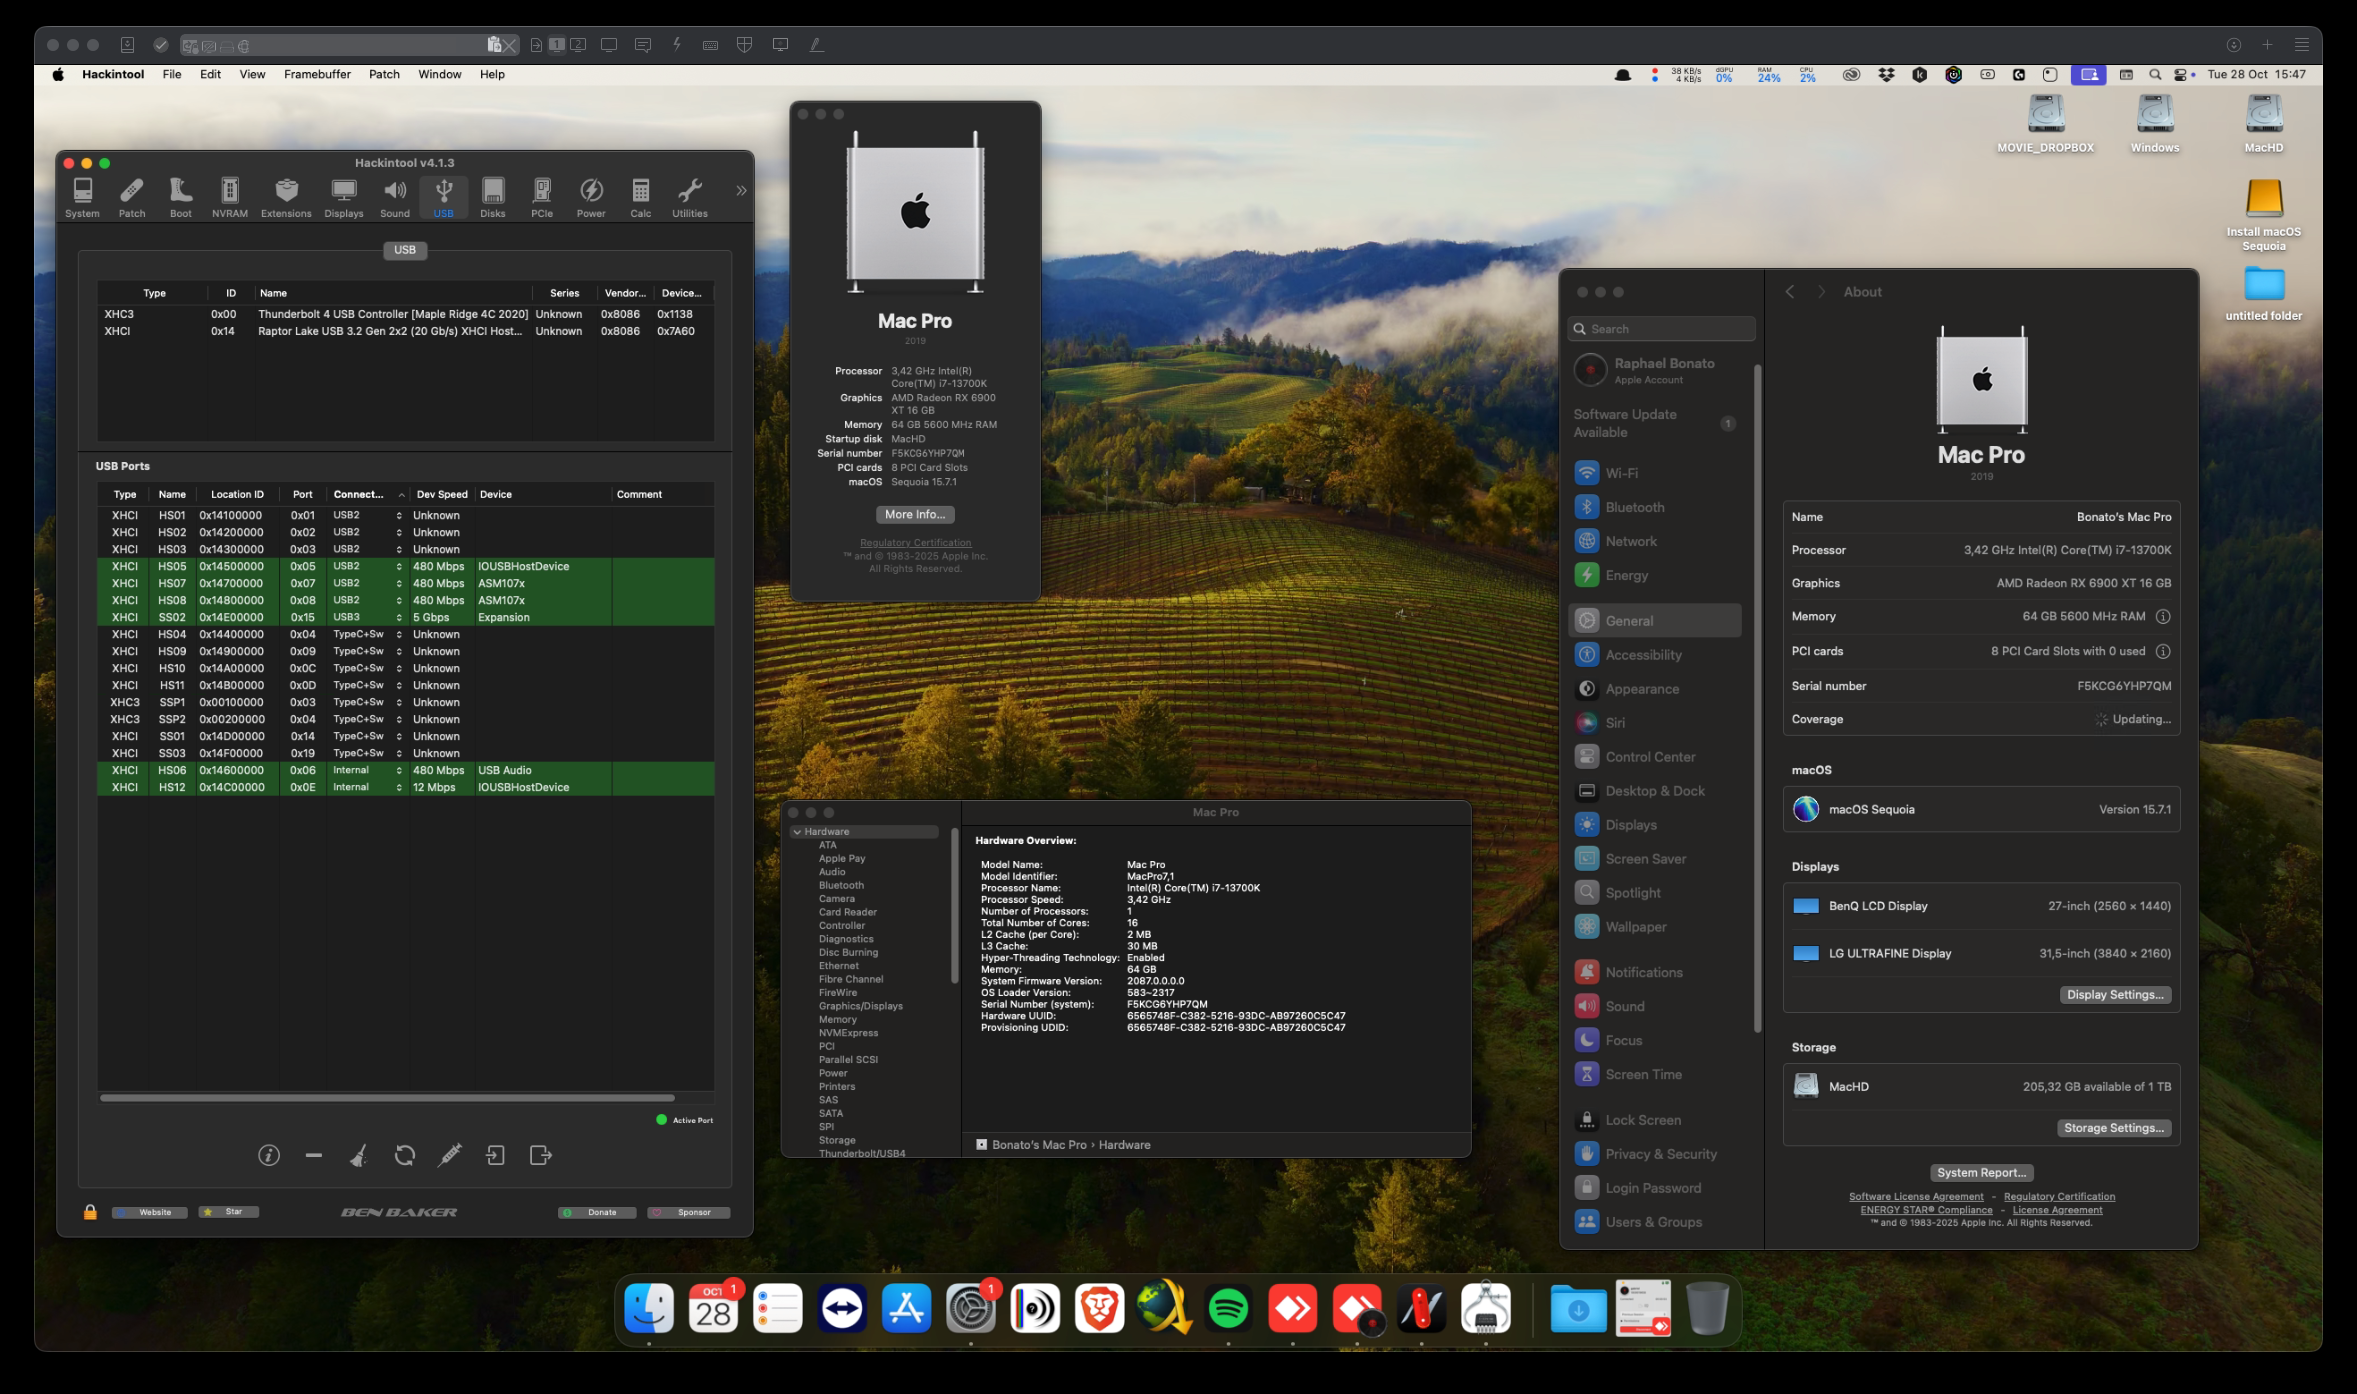 1 2
Hackintool File Edit View Framebuffer Patch Window Help
38 KB/s
4 KB/s
dGPU
0%
RAM
24%
CPU
2%
Tue 28 Oct 15:47
MOVIE_DROPBOX
Windows
MacHD
Install macOS
Sequoia
untitled folder
Hackintool v4.1.3
System Patch Boot NVRAM Extensions Displays Sound USB Disks PCIe Power Calc Utilities
USB
Type ID Name Series Vendor... Device...
XHC3 0x00 Thunderbolt 4 USB Controller [Maple Ridge 4C 2020] Unknown 0x8086 0x1138
XHCI 0x14 Raptor Lake USB 3.2 Gen 2x2 (20 Gb/s) XHCI Host... Unknown 0x8086 0x7A60
USB Ports
Type Name Location ID Port Connect... Dev Speed Device Comment
XHCI HS01 0x14100000 0x01 USB2 Unknown
XHCI HS02 0x14200000 0x02 USB2 Unknown
XHCI HS03 0x14300000 0x03 USB2 Unknown
XHCI HS05 0x14500000 0x05 USB2 480 Mbps IOUSBHostDevice
XHCI HS07 0x14700000 0x07 USB2 480 Mbps ASM107x
XHCI HS08 0x14800000 0x08 USB2 480 Mbps ASM107x
XHCI SS02 0x14E00000 0x15 USB3 5 Gbps Expansion
XHCI HS04 0x14400000 0x04 TypeC+Sw Unknown
XHCI HS09 0x14900000 0x09 TypeC+Sw Unknown
XHCI HS10 0x14A00000 0x0C TypeC+Sw Unknown
XHCI HS11 0x14B00000 0x0D TypeC+Sw Unknown
XHC3 SSP1 0x00100000 0x03 TypeC+Sw Unknown
XHC3 SSP2 0x00200000 0x04 TypeC+Sw Unknown
XHCI SS01 0x14D00000 0x14 TypeC+Sw Unknown
XHCI SS03 0x14F00000 0x19 TypeC+Sw Unknown
XHCI HS06 0x14600000 0x06 Internal 480 Mbps USB Audio
XHCI HS12 0x14C00000 0x0E Internal 12 Mbps IOUSBHostDevice
Active Port
Website Star BEN BAKER Donate Sponsor
Mac Pro
2019
Processor 3,42 GHz Intel(R)
Core(TM) i7-13700K
Graphics AMD Radeon RX 6900
XT 16 GB
Memory 64 GB 5600 MHz RAM
Startup disk MacHD
Serial number F5KCG6YHP7QM
PCI cards 8 PCI Card Slots
macOS Sequoia 15.7.1
More Info...
Regulatory Certification
™ and © 1983-2025 Apple Inc.
All Rights Reserved.
Mac Pro
Hardware
ATA
Apple Pay
Audio
Bluetooth
Camera
Card Reader
Controller
Diagnostics
Disc Burning
Ethernet
Fibre Channel
FireWire
Graphics/Displays
Memory
NVMExpress
PCI
Parallel SCSI
Power
Printers
SAS
SATA
SPI
Storage
Thunderbolt/USB4
Hardware Overview:
Model Name: Mac Pro
Model Identifier: MacPro7,1
Processor Name: Intel(R) Core(TM) i7-13700K
Processor Speed: 3,42 GHz
Number of Processors: 1
Total Number of Cores: 16
L2 Cache (per Core): 2 MB
L3 Cache: 30 MB
Hyper-Threading Technology: Enabled
Memory: 64 GB
System Firmware Version: 2087.0.0.0.0
OS Loader Version: 583~2317
Serial Number (system): F5KCG6YHP7QM
Hardware UUID: 6565748F-C382-5216-93DC-AB97260C5C47
Provisioning UDID: 6565748F-C382-5216-93DC-AB97260C5C47
Bonato's Mac Pro › Hardware
Search
Raphael Bonato
Apple Account
Software Update
Available 1
Wi-Fi
Bluetooth
Network
Energy
General
Accessibility
Appearance
Siri
Control Center
Desktop & Dock
Displays
Screen Saver
Spotlight
Wallpaper
Notifications
Sound
Focus
Screen Time
Lock Screen
Privacy & Security
Login Password
Users & Groups
About
Mac Pro
2019
Name Bonato's Mac Pro
Processor 3,42 GHz Intel(R) Core(TM) i7-13700K
Graphics AMD Radeon RX 6900 XT 16 GB
Memory 64 GB 5600 MHz RAM
PCI cards 8 PCI Card Slots with 0 used
Serial number F5KCG6YHP7QM
Coverage Updating...
macOS
macOS Sequoia Version 15.7.1
Displays
BenQ LCD Display 27-inch (2560 × 1440)
LG ULTRAFINE Display 31,5-inch (3840 × 2160)
Display Settings...
Storage
MacHD 205,32 GB available of 1 TB
Storage Settings...
System Report...
Software License Agreement - Regulatory Certification
ENERGY STAR® Compliance - License Agreement
™ and © 1983-2025 Apple Inc. All Rights Reserved.
OCT 1
28
1